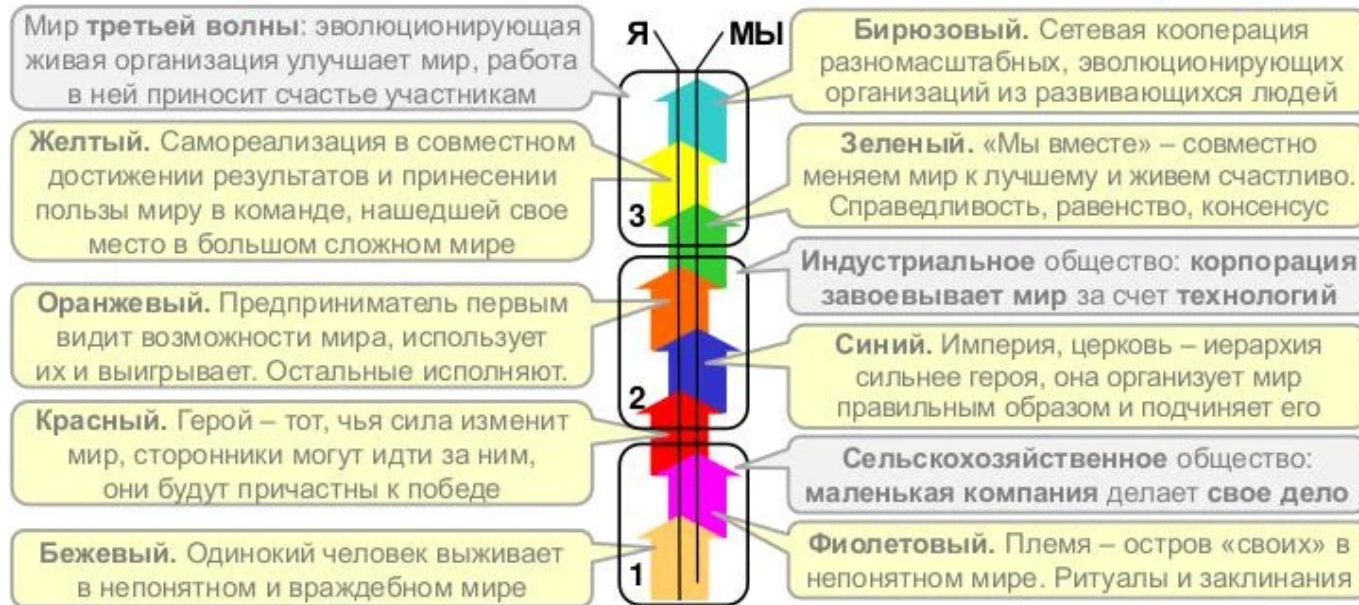 Мир третьей волны: эволюционирующая
живая организация улучшает мир, работа
в ней приносит счастье участникам
Желтый. Самореализация в совместном
достижении результатов и принесении
пользы миру в команде, нашедшей свое
место в большом сложном мире
Оранжевый. Предприниматель первым
видит возможности мира, использует
их и выигрывает. Остальные исполняют.
Красный. Герой – тот, чья сила изменит
мир, сторонники могут идти за ним,
они будут причастны к победе
Бежевый. Одинокий человек выживает
в непонятном и враждебном мире
Я МЫ
3
2
1
Бирюзовый. Сетевая кооперация
разномасштабных, эволюционирующих
организаций из развивающихся людей
Зеленый. «Мы вместе» – совместно
меняем мир к лучшему и живем счастливо.
Справедливость, равенство, консенсус
Индустриальное общество: корпорация
завоевывает мир за счет технологий
Синий. Империя, церковь – иерархия
сильнее героя, она организует мир
правильным образом и подчиняет его
Сельскохозяйственное общество:
маленькая компания делает свое дело
Фиолетовый. Племя – остров «своих» в
непонятном мире. Ритуалы и заклинания